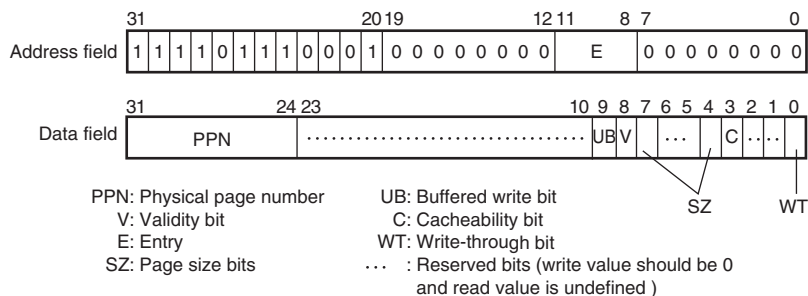 31 20 19 12 11 8 7 0
Address field 1 1 1 1 0 1 1 1 0 0 0 1 0 0 0 0 0 0 0 0 E 0 0 0 0 0 0 0 0
31 24 23 10 9 8 7 6 5 4 3 2 1 0
Data field PPN UB V ... C
SZ WT
PPN: Physical page number UB: Buffered write bit
V: Validity bit C: Cacheability bit
E: Entry WT: Write-through bit
SZ: Page size bits ... : Reserved bits (write value should be 0
and read value is undefined )